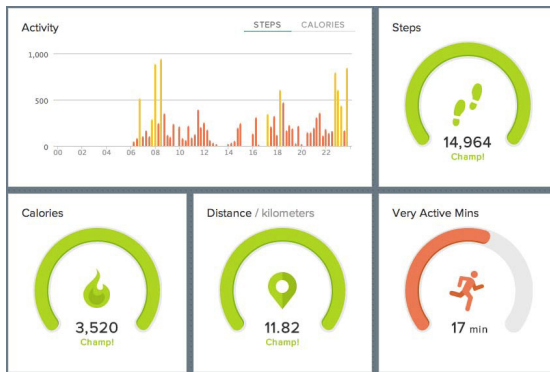 Activity
STEPS
CALORIES
1,000
500
0
00 02 04 06 08 10 12 14 16 18 20 22
Steps
14,964
Champ!
Calories
3,520
Champ!
Distance / kilometers
11.82
Champ!
Very Active Mins
17 min